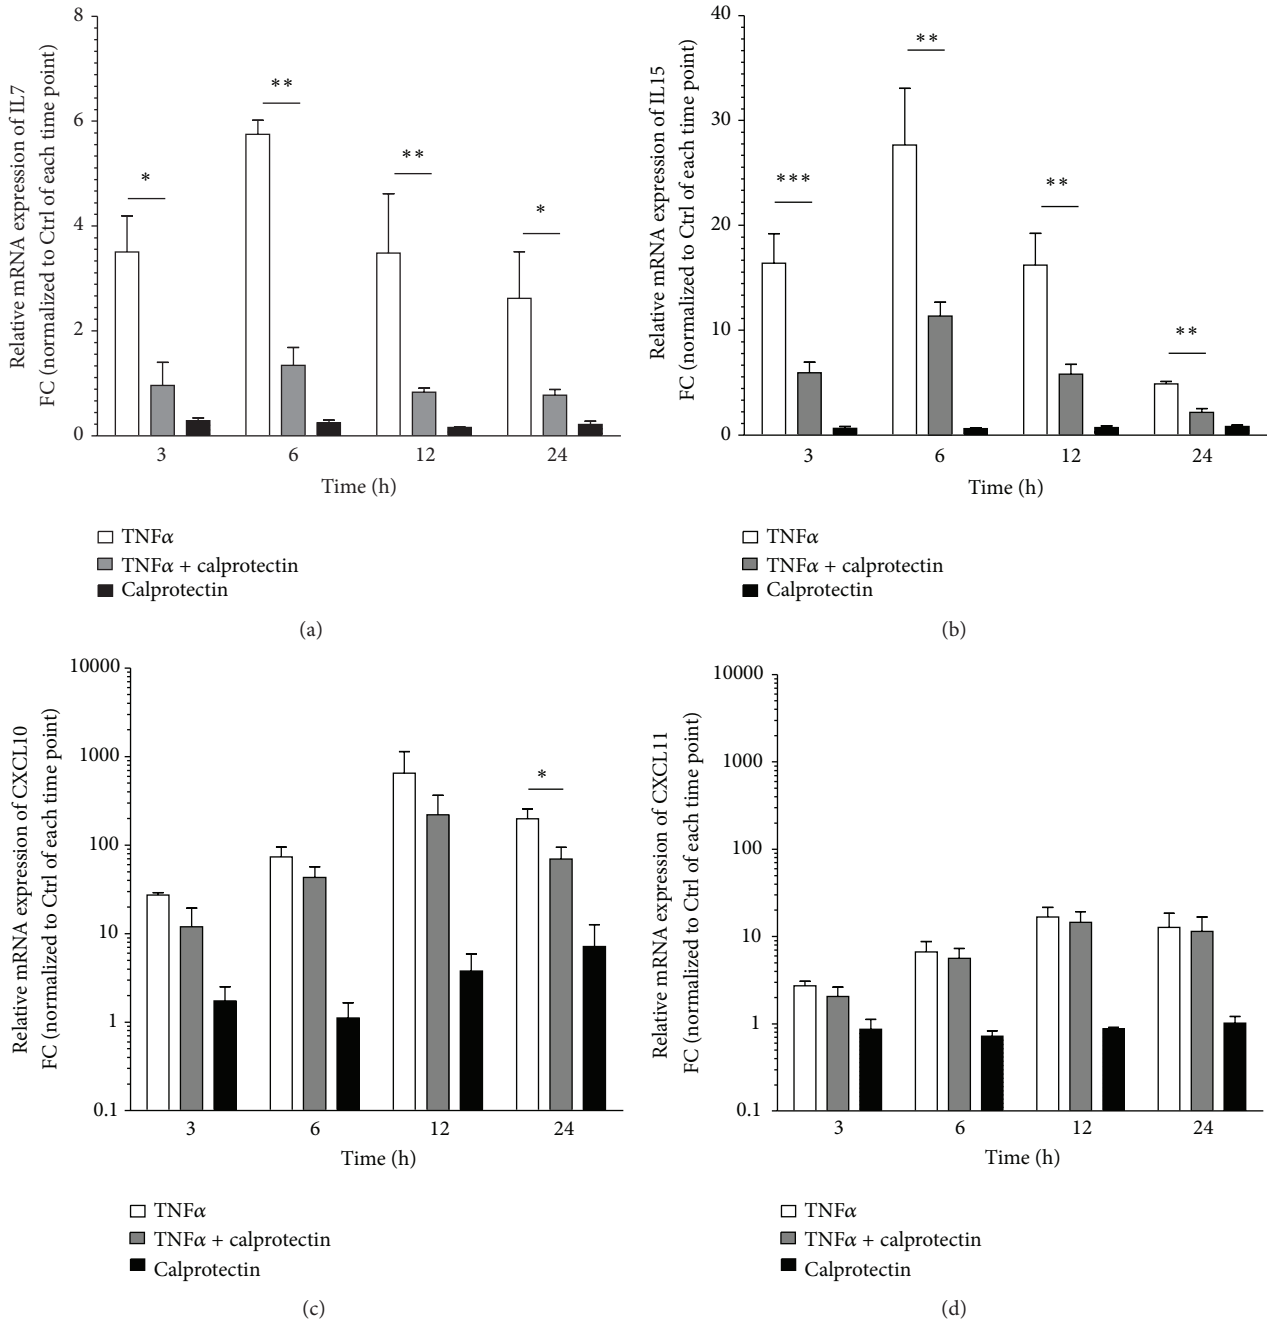 Relative mRNA expression of IL7
FC (normalized to Ctrl of each time point)
8
6
4
2
0
*
**
**
*
3 6 12 24
Time (h)
TNFα
TNFα + calprotectin
Calprotectin
(a)
Relative mRNA expression of IL15
FC (normalized to Ctrl of each time point)
40
30
20
10
0
***
**
**
**
3 6 12 24
Time (h)
TNFα
TNFα + calprotectin
Calprotectin
(b)
Relative mRNA expression of CXCL10
FC (normalized to Ctrl of each time point)
10000
1000
100
10
1
0.1
*
3 6 12 24
Time (h)
TNFα
TNFα + calprotectin
Calprotectin
(c)
Relative mRNA expression of CXCL11
FC (normalized to Ctrl of each time point)
10000
1000
100
10
1
0.1
3 6 12 24
Time (h)
TNFα
TNFα + calprotectin
Calprotectin
(d)